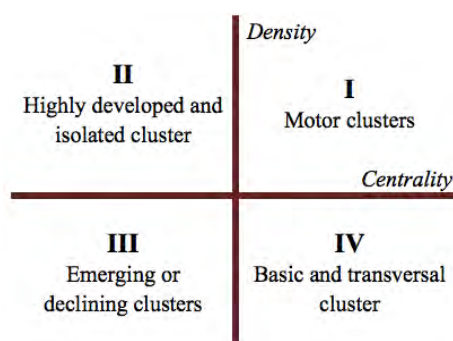 Density
II
Highly developed and
isolated cluster
I
Motor clusters
Centrality
III
Emerging or
declining clusters
IV
Basic and transversal
cluster